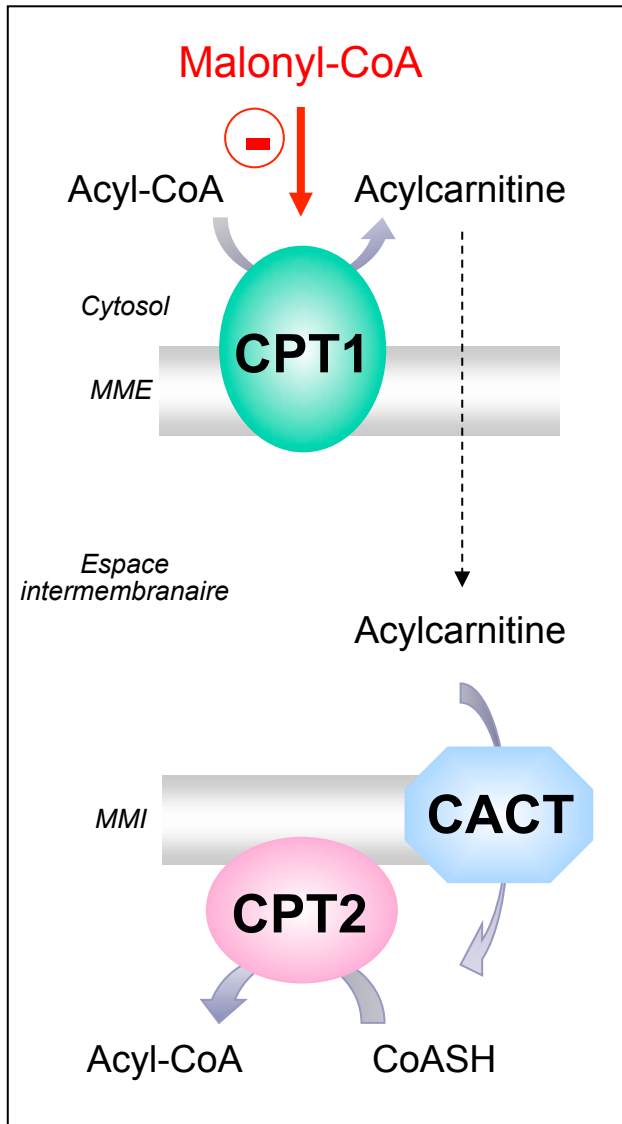 Malonyl-CoA
-
Acyl-CoA Acylcarnitine
Cytosol
CPT1
MME
Espace
intermembranaire
Acylcarnitine
MMI
CACT
CPT2
Acyl-CoA CoASH